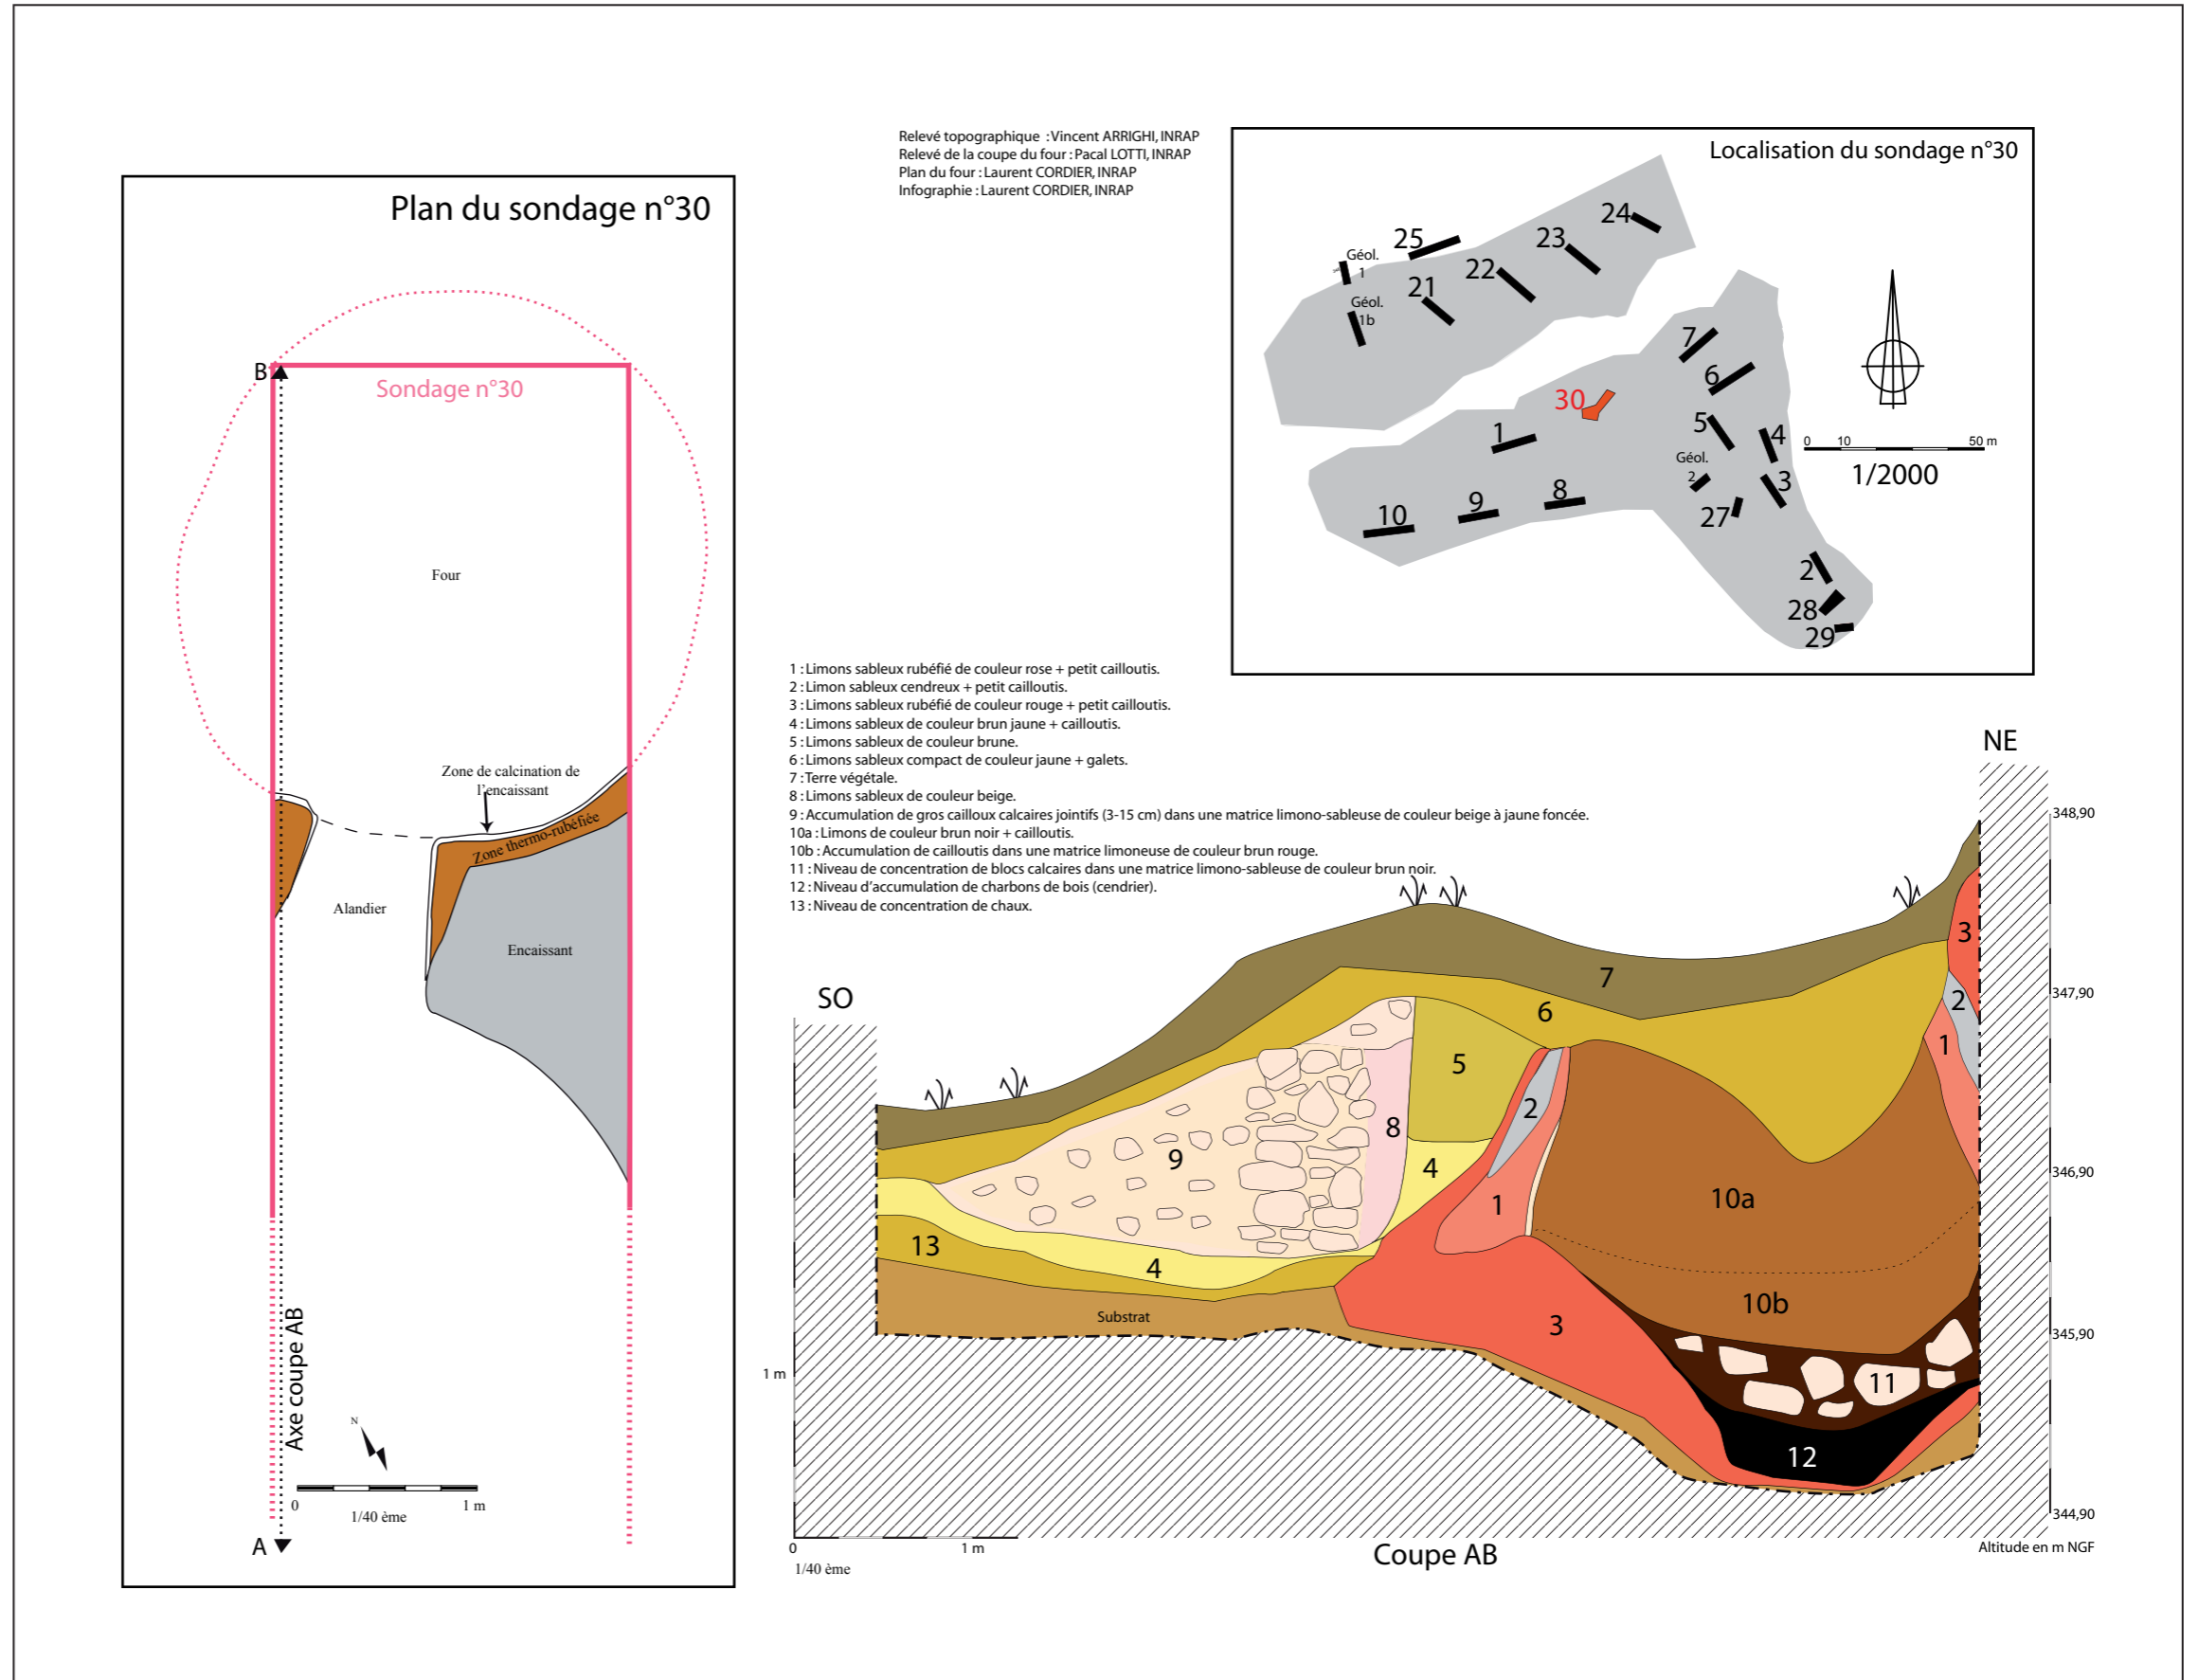 Relevé topographique : Vincent ARRIGHI, INRAP
Relevé de la coupe du four : Pacal LOTTI, INRAP
Plan du four : Laurent CORDIER, INRAP
Infographie : Laurent CORDIER, INRAP
Plan du sondage n°30
B
Sondage n°30
Four
Zone de calcination de
l'encaissant
Zone thermo-rubéfiée
Alandier
Encaissant
Axe coupe AB
N
0
1 m
1/40 ème
A
Localisation du sondage n°30
24
23
25
Géol.
1
22
21
Géol.
1b
7
6
30
5
4
1
Géol.
2
3
9
8
27
10
2
28
29
0
10
50 m
1/2000
1 : Limons sableux rubéfié de couleur rose + petit cailloutis.
2 : Limon sableux cendreux + petit cailloutis.
3 : Limons sableux rubéfié de couleur rouge + petit cailloutis.
4 : Limons sableux de couleur brun jaune + cailloutis.
5 : Limons sableux de couleur brune.
6 : Limons sableux compact de couleur jaune + galets.
7 : Terre végétale.
8 : Limons sableux de couleur beige.
9 : Accumulation de gros cailloux calcaires jointifs (3-15 cm) dans une matrice limono-sableuse de couleur beige à jaune foncée.
10a : Limons de couleur brun noir + cailloutis.
10b : Accumulation de cailloutis dans une matrice limoneuse de couleur brun rouge.
11 : Niveau de concentration de blocs calcaires dans une matrice limono-sableuse de couleur brun noir.
12 : Niveau d'accumulation de charbons de bois (cendrier).
13 : Niveau de concentration de chaux.
SO
NE
348,90
3
7
347,90
2
6
1
5
2
8
9
4
346,90
10a
1
13
4
10b
Substrat
3
345,90
1 m
11
12
344,90
0
1 m
1/40 ème
Coupe AB
Altitude en m NGF